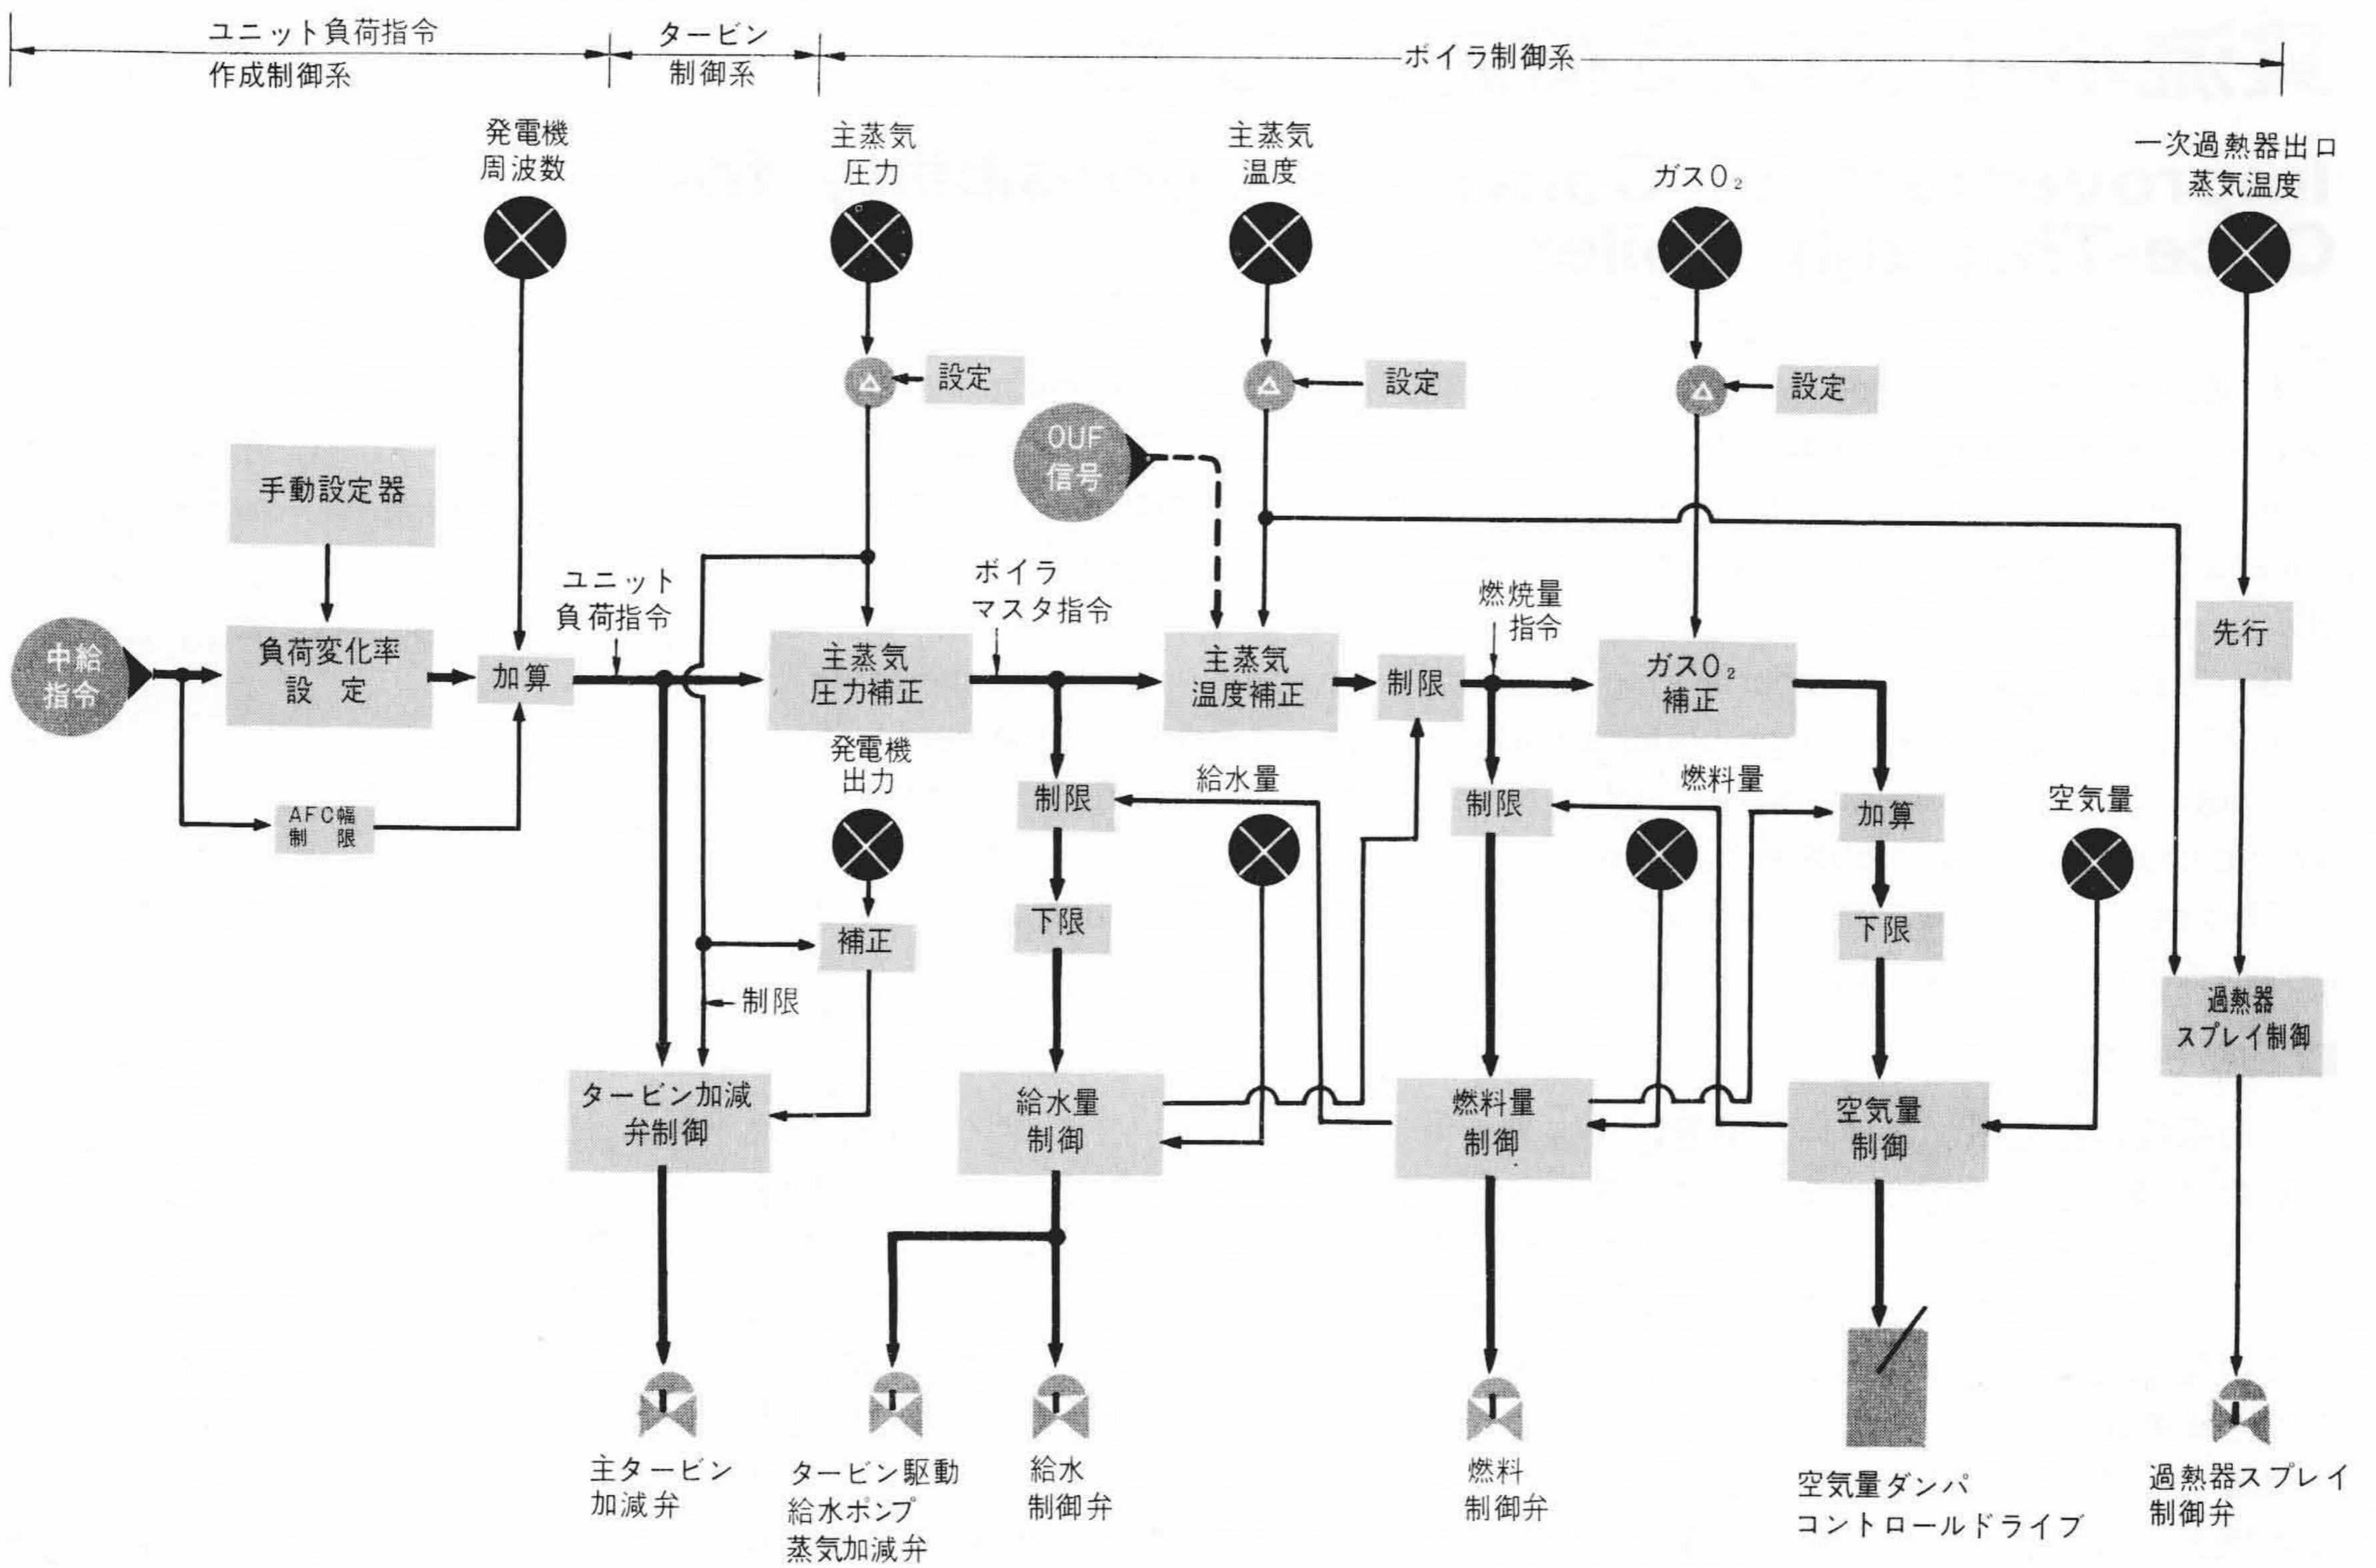 ユニット負荷指令
作成制御系
タービン
制御系
ボイラ制御系
発電機
周波数
主蒸気
圧力
主蒸気
温度
ガスO₂
一次過熱器出口
蒸気温度
設定
設定
設定
OUF
信号
手動設定器
ユニット
負荷指令
ボイラ
マスタ指令
燃焼量
指令
先行
中給
指令
負荷変化率
設 定
加算
主蒸気
圧力補正
主蒸気
温度補正
制限
ガスO₂
補正
発電機
出力
給水量
燃料量
空気量
制限
制限
加算
AFC幅
制 限
下限
補正
下限
制限
過熱器
スプレイ制御
タービン加減
弁制御
給水量
制御
燃料量
制御
空気量
制御
主タービン
加減弁
タービン駆動
給水ポンプ
蒸気加減弁
給水
制御弁
燃料
制御弁
空気量ダンパ
コントロールドライブ
過熱器スプレイ
制御弁